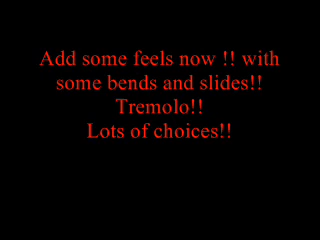 Add some feels now !! with
some bends and slides!!
Tremolo!!
Lots of choices!!